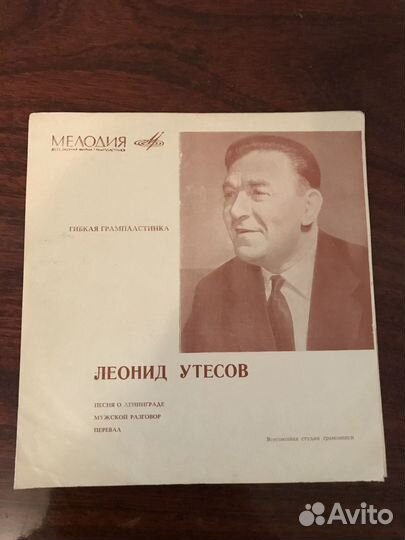 МЕЛОДИЯ
ВСЕСОЮЗНАЯ ФИРМА ГРАМПЛАСТИНОК
ГИБКАЯ ГРАМПЛАСТИНКА
ЛЕОНИД УТЕСОВ
ПЕСНЯ О ЛЕНИНГРАДЕ
МУЖСКОЙ РАЗГОВОР
ПЕРЕВАЛ
Всесоюзная студия грамзаписи
Avito